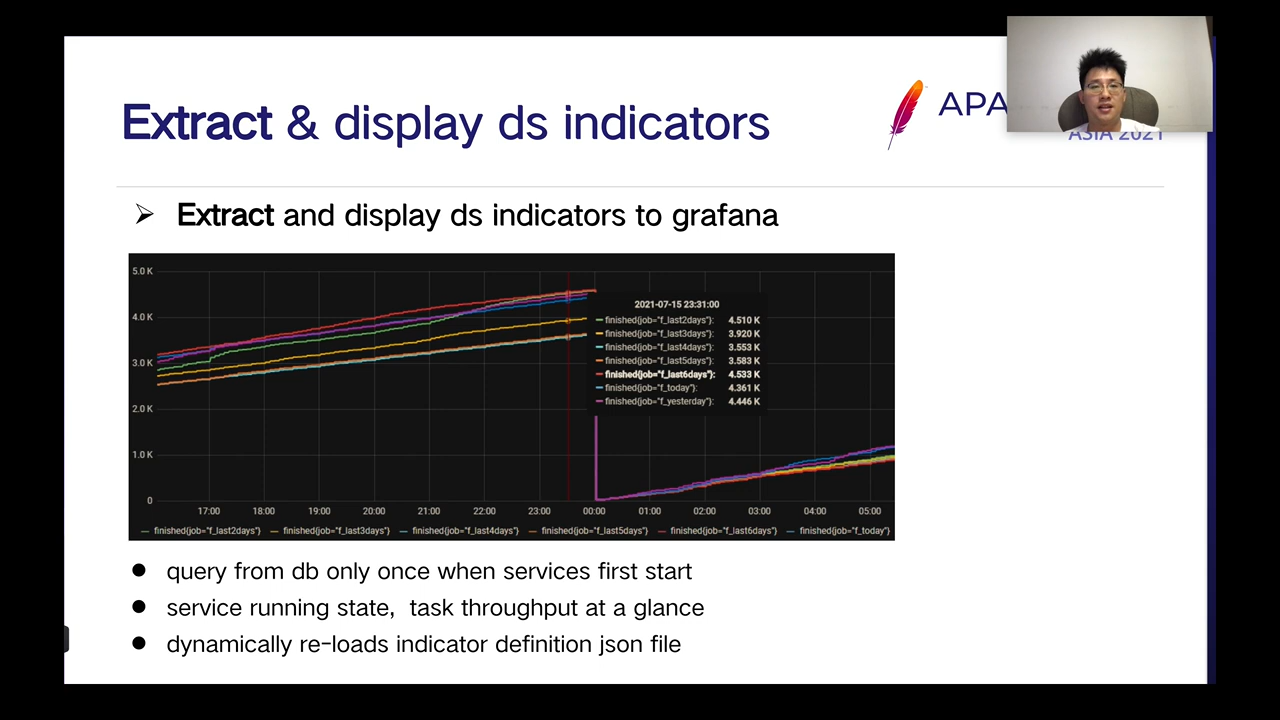 Extract & display ds indicators
APA
ASIA 2021
➢ Extract and display ds indicators to grafana
5.0 K
4.0 K
3.0 K
2.0 K
1.0 K
0
2021-07-15 23:31:00
finished{job="f_last2days"}: 4.510 K
finished{job="f_last3days"}: 3.920 K
finished{job="f_last4days"}: 3.553 K
finished{job="f_last5days"}: 3.583 K
finished{job="f_last6days"}: 4.533 K
finished{job="f_today"}: 4.361 K
finished{job="f_yesterday"}: 4.446 K
17:00 18:00 19:00 20:00 21:00 22:00 23:00 00:00 01:00 02:00 03:00 04:00 05:00
finished{job="f_last2days"} finished{job="f_last3days"} finished{job="f_last4days"} finished{job="f_last5days"} finished{job="f_last6days"} finished{job="f_today"}
● query from db only once when services first start
● service running state, task throughput at a glance
● dynamically re-loads indicator definition json file